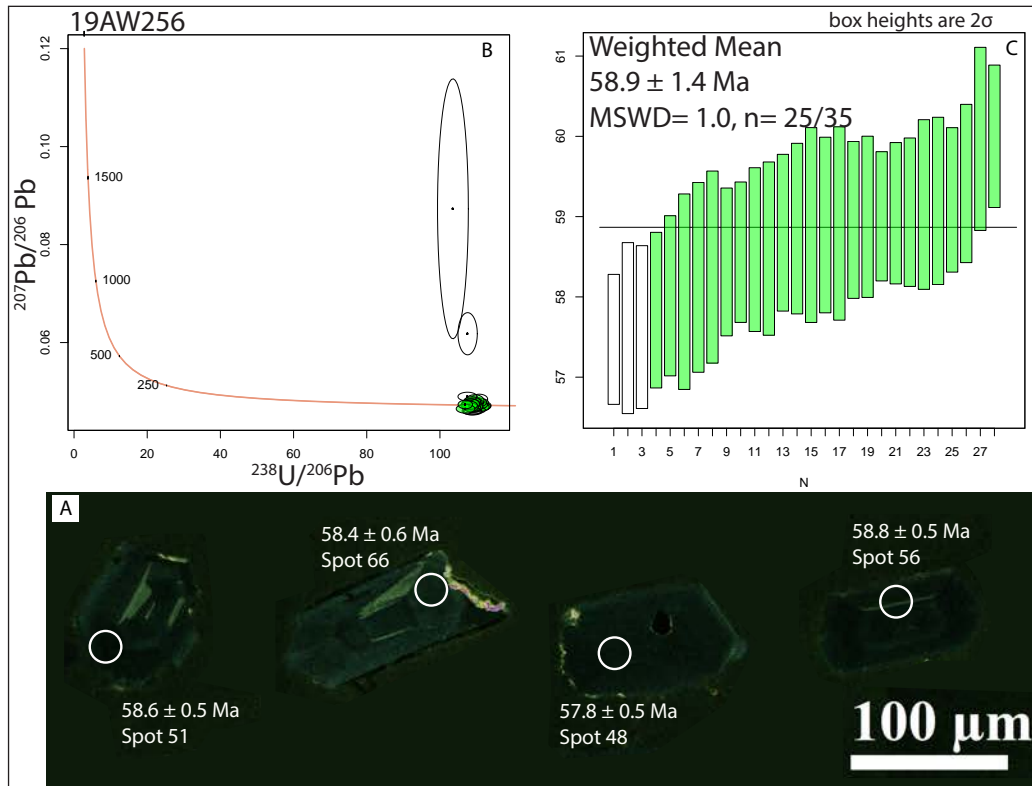 19AW256
box heights are 2σ
B
0.12
0.10
0.08
0.06
207Pb/206 Pb
1500
1000
500
250
0 20 40 60 80 100
238U/206Pb
C
Weighted Mean
58.9 ± 1.4 Ma
MSWD= 1.0, n= 25/35
61
60
59
58
57
1 3 5 7 9 11 13 15 17 19 21 23 25 27
N
A
58.4 ± 0.6 Ma
Spot 66
58.8 ± 0.5 Ma
Spot 56
58.6 ± 0.5 Ma
Spot 51
57.8 ± 0.5 Ma
Spot 48
100 µm